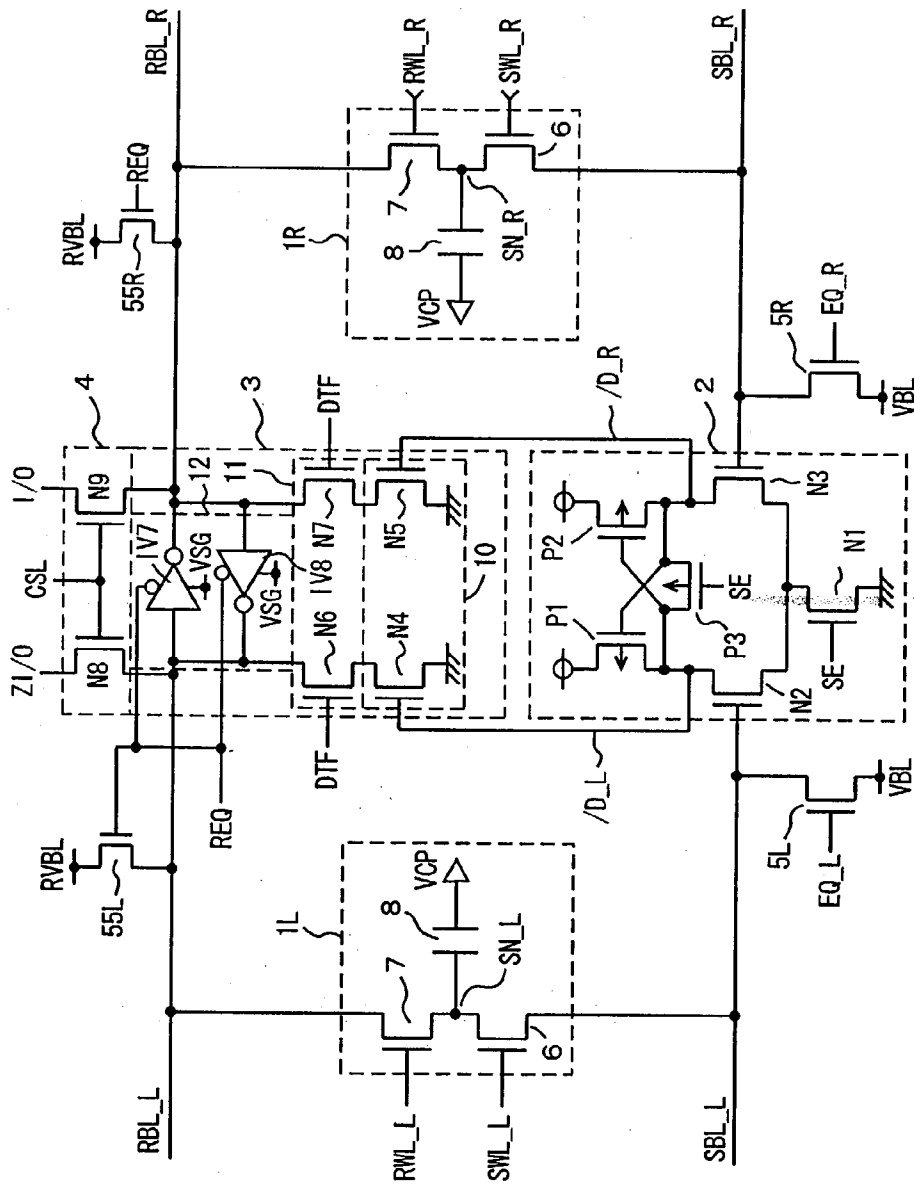 RBL_L
RBL_R
SBL_L
SBL_R
RVBL
55L
REQ
ZI/O
CSL
I/O
N8
N9
4
IV7
VSG
12
11
3
IV8
VSG
DTF
N6
N7
DTF
N4
N5
10
/D_L
/D_R
RVBL
55R
REQ
1L
7
8
VCP
SN_L
6
RWL_L
SWL_L
1R
7
8
VCP
SN_R
6
RWL_R
SWL_R
P1
P2
P3
SE
SE
N1
N2
N3
2
5L
EQ_L
VBL
5R
EQ_R
VBL